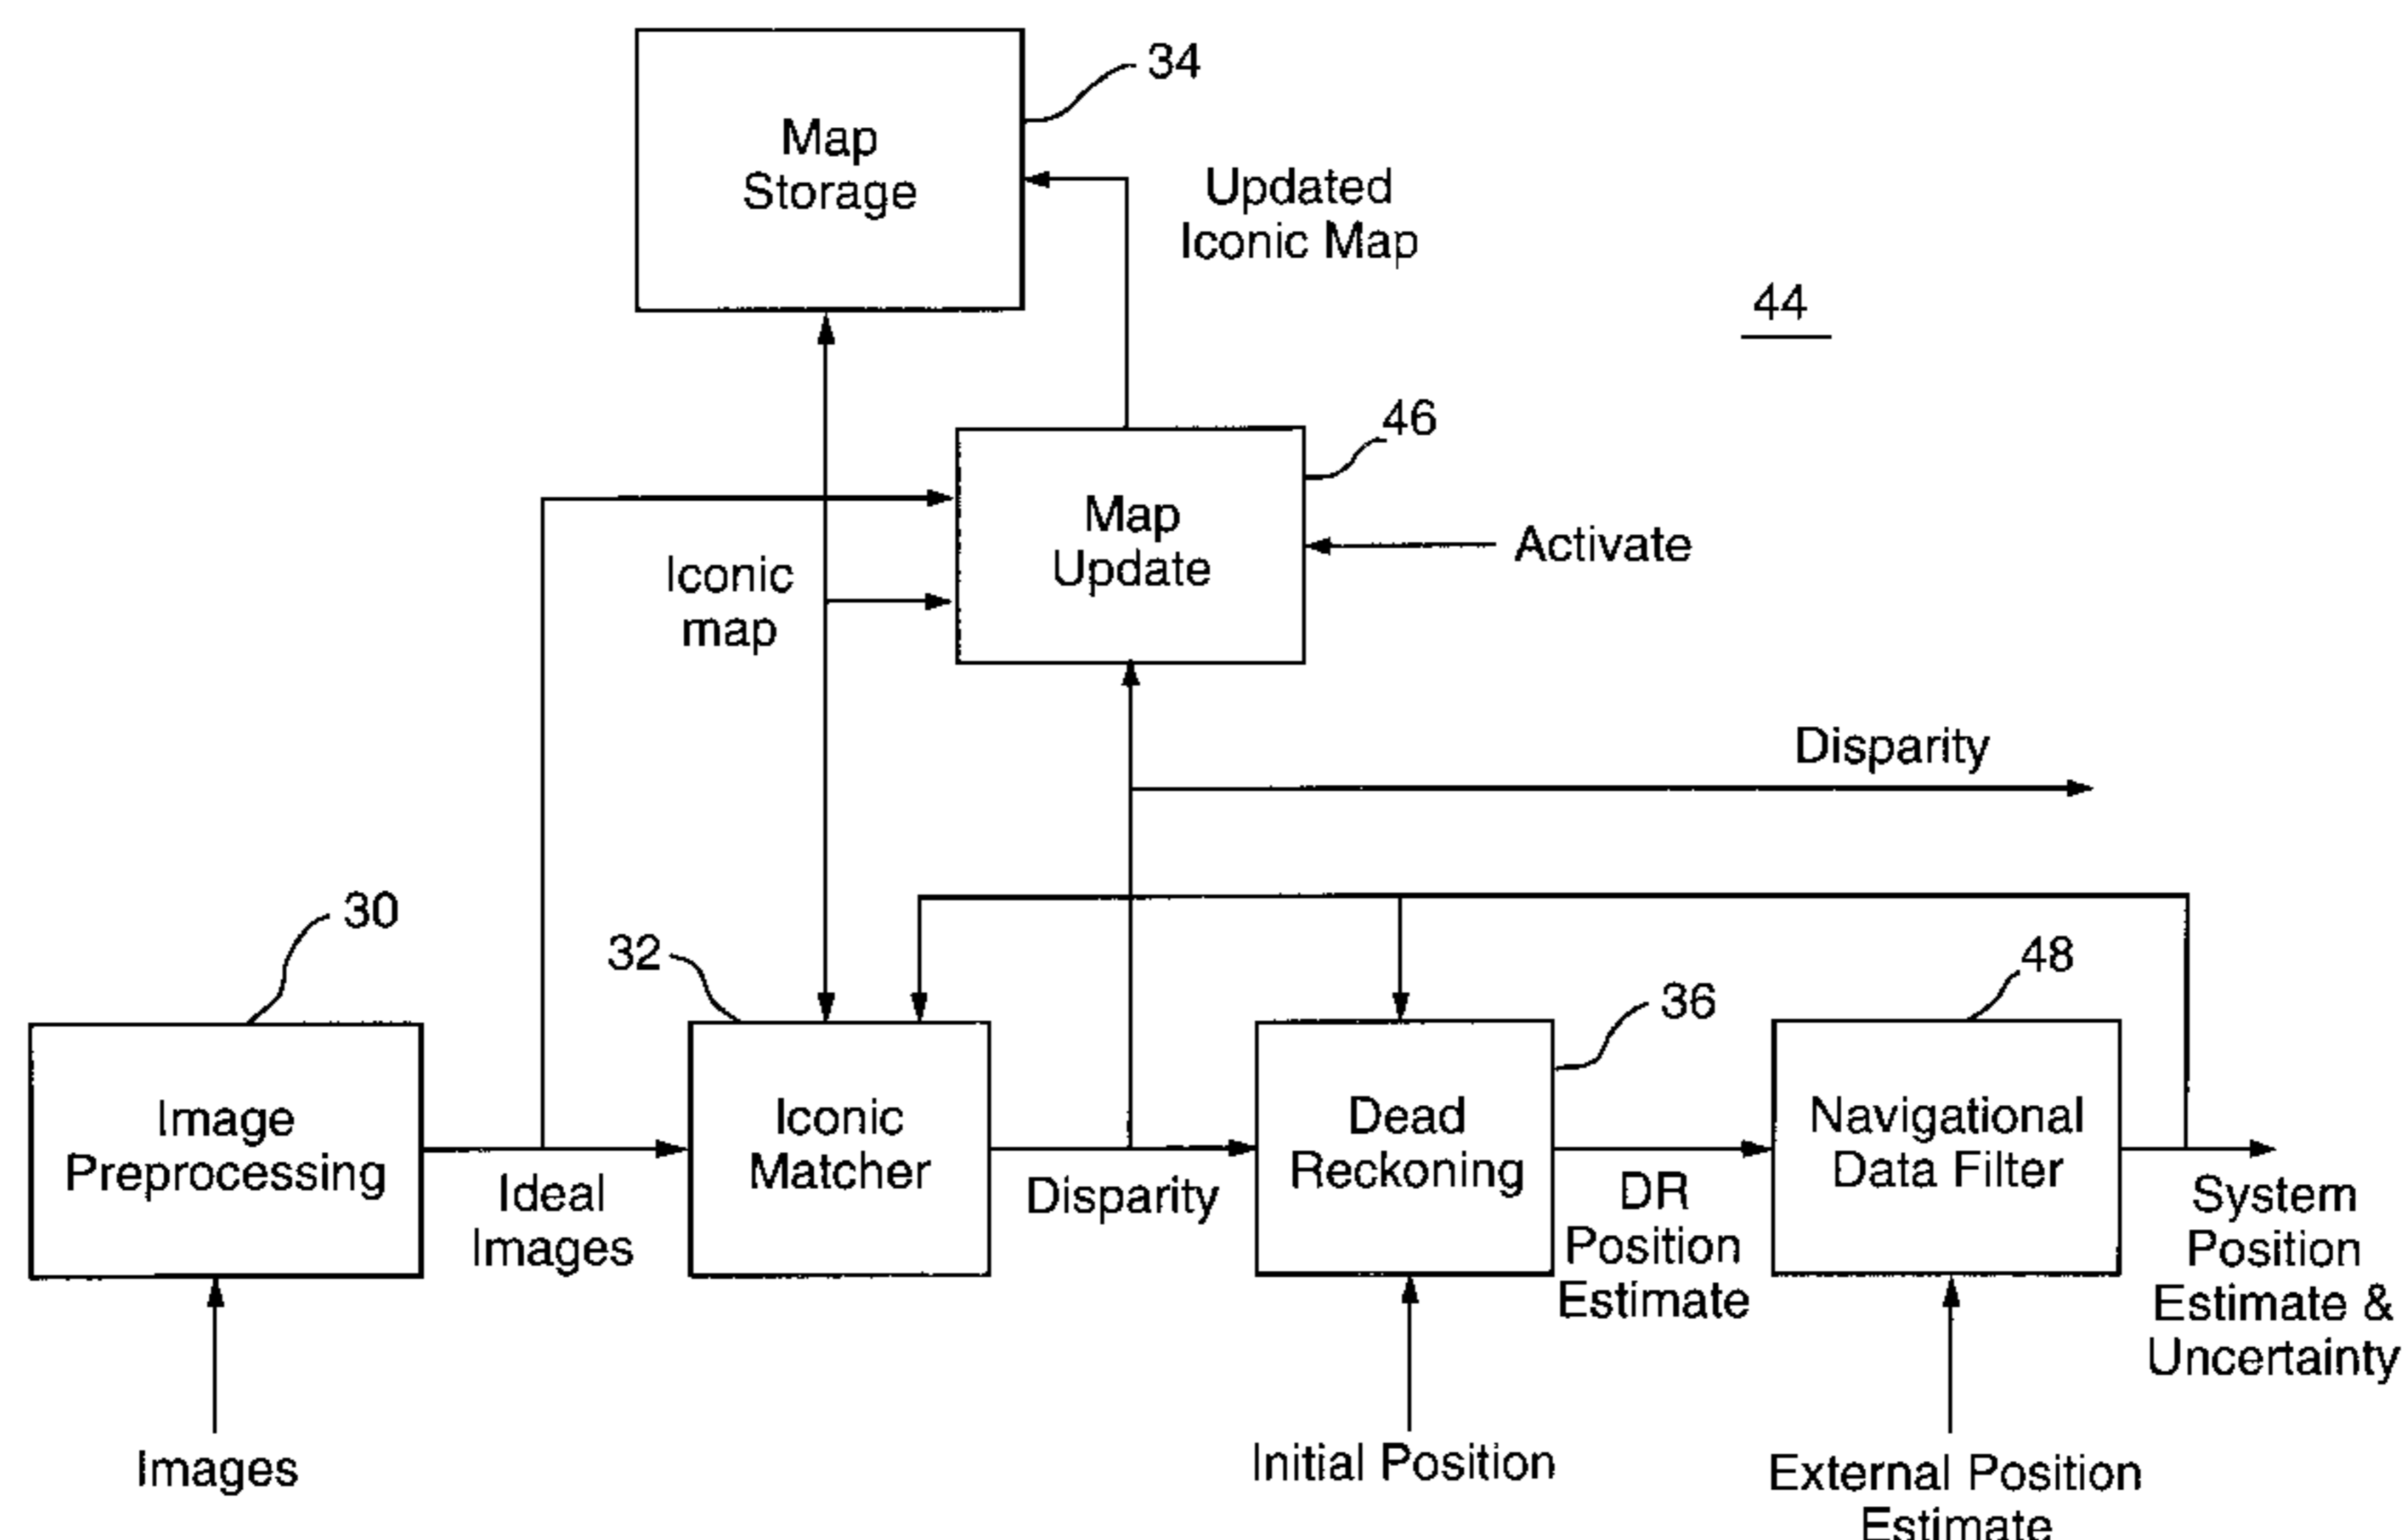 34
Map
Storage
Updated
Iconic Map
44
46
Map
Update
Activate
Iconic
map
Disparity
30
32
48
36
Image
Preprocessing
Ideal
Images
Iconic
Matcher
Disparity
Dead
Reckoning
DR
Position
Estimate
Navigational
Data Filter
System
Position
Estimate &
Uncertainty
Images
Initial Position
External Position
Estimate